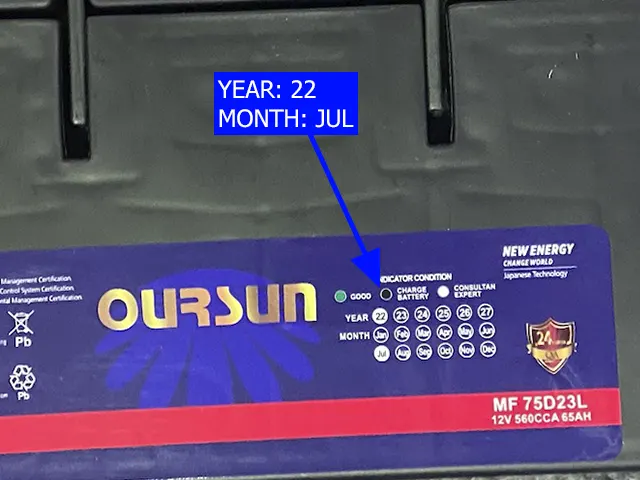 YEAR: 22
MONTH: JUL
Management Certification.
Control System Certification.
ntal Management Certification.
OURSUN
NDICATOR CONDITION
GOOD
CHARGE BATTERY
CONSULTAN EXPERT
YEAR 22 23 24 25 26 27
MONTH Jan Feb Mar Apr May Jun
Jul Aug Sep Oct Nov Dec
NEW ENERGY
CHANGE WORLD
Japanese Technology
24
Pb
Pb
MF 75D23L
12V 560CCA 65AH